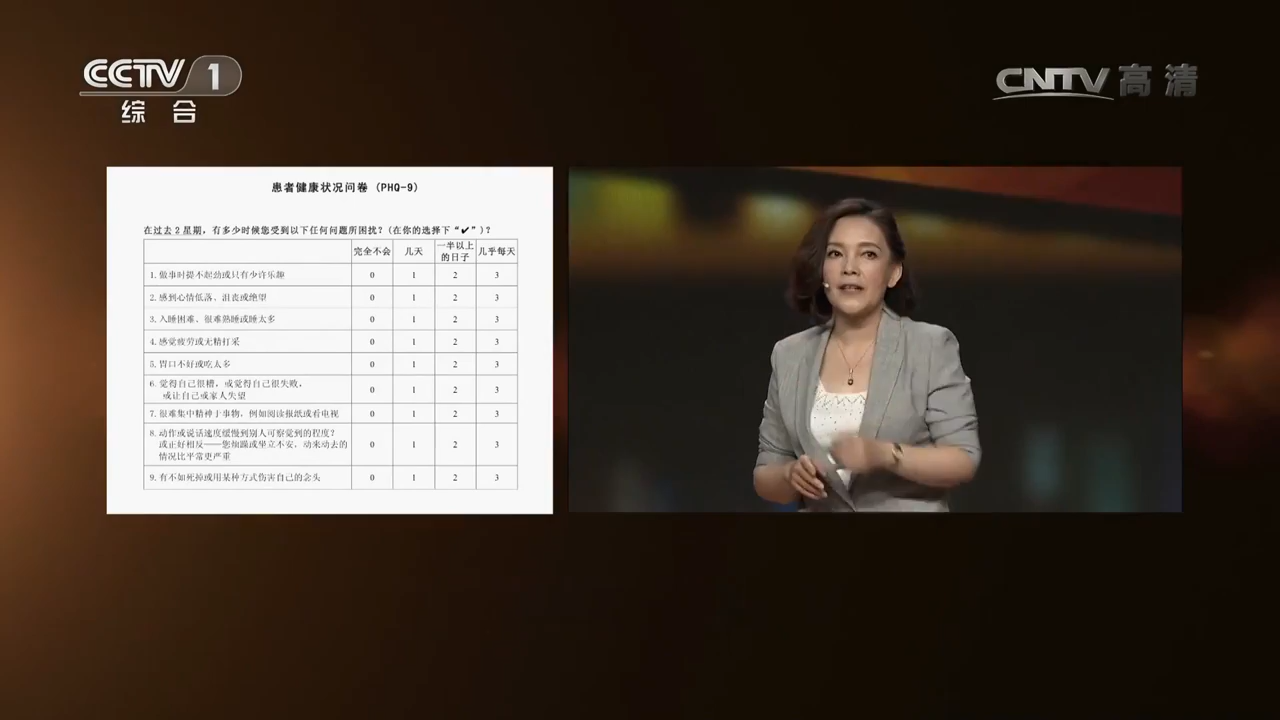 CCTV 1
综合
CNTV 高清
患者健康状况问卷 (PHQ-9)
在过去 2 星期，有多少时候您受到以下任何问题所困扰？(在你的选择下“✔”)？
完全不会 几天 一半以上的日子 几乎每天
1. 做事时提不起劲或只有少许乐趣 0 1 2 3
2. 感到心情低落、沮丧或绝望 0 1 2 3
3. 入睡困难、很难熟睡或睡太多 0 1 2 3
4. 感觉疲劳或无精打采 0 1 2 3
5. 胃口不好或吃太多 0 1 2 3
6. 觉得自己很糟，或觉得自己很失败，
或让自己或家人失望 0 1 2 3
7. 很难集中精神于事物，例如阅读报纸或看电视 0 1 2 3
8. 动作或说话速度缓慢到别人可察觉到的程度？
或正好相反——您烦躁或坐立不安，动来动去的
情况比平常更严重 0 1 2 3
9. 有不如死掉或用某种方式伤害自己的念头 0 1 2 3